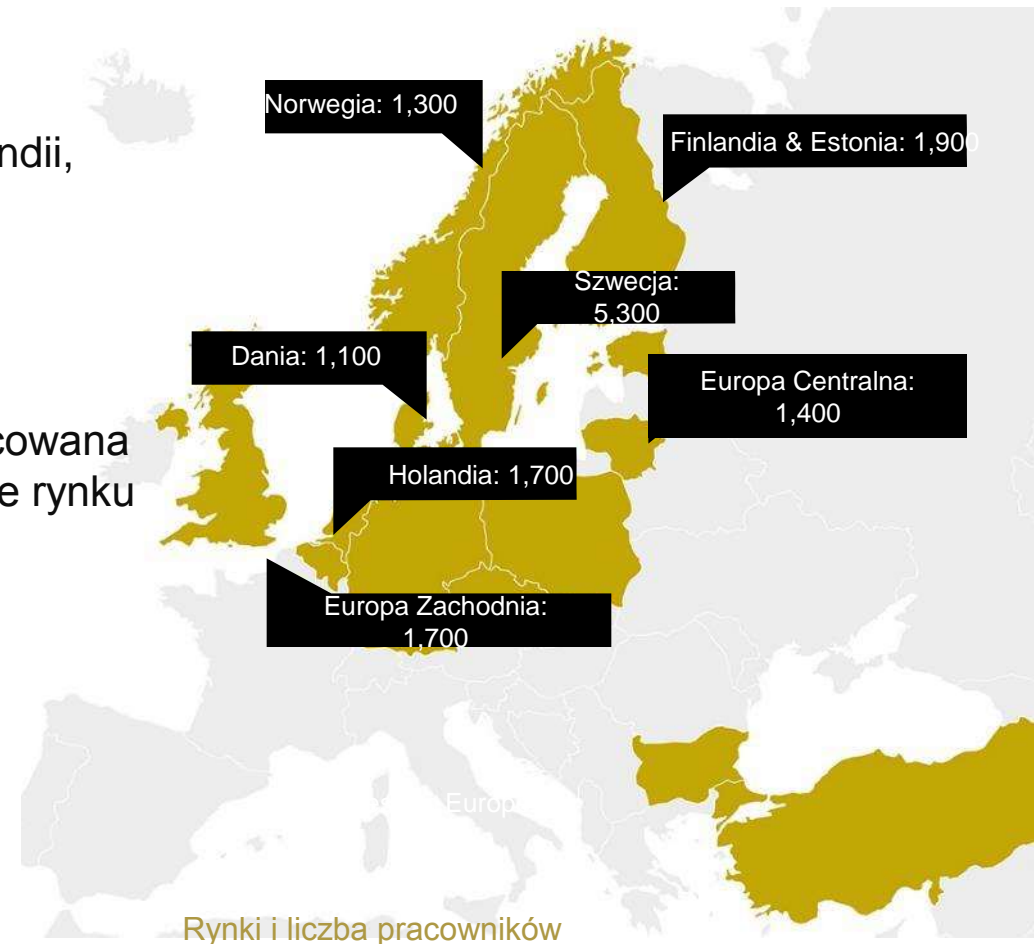 Norwegia: 1,300
ndii,
Finlandia & Estonia: 1,900
Szwecja:
5,300
Dania: 1,100
Europa Centralna:
1,400
cowana
Holandia: 1,700
e rynku
Europa Zachodnia:
1,700
Europ
Rynki i liczba pracowników